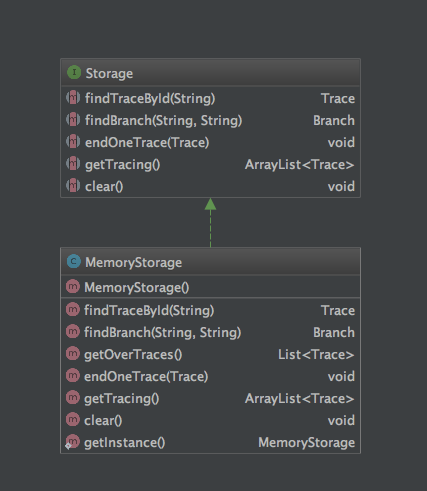 I Storage
m findTraceById(String) Trace
m findBranch(String, String) Branch
m endOneTrace(Trace) void
m getTracing() ArrayList<Trace>
m clear() void
C MemoryStorage
m MemoryStorage()
m findTraceById(String) Trace
m findBranch(String, String) Branch
m getOverTraces() List<Trace>
m endOneTrace(Trace) void
m getTracing() ArrayList<Trace>
m clear() void
m getInstance() MemoryStorage